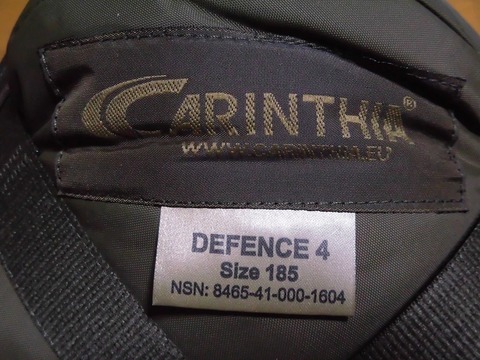 CARINTHIA®
WWW.CARINTHIA.EU
DEFENCE 4
Size 185
NSN: 8465-41-000-1604